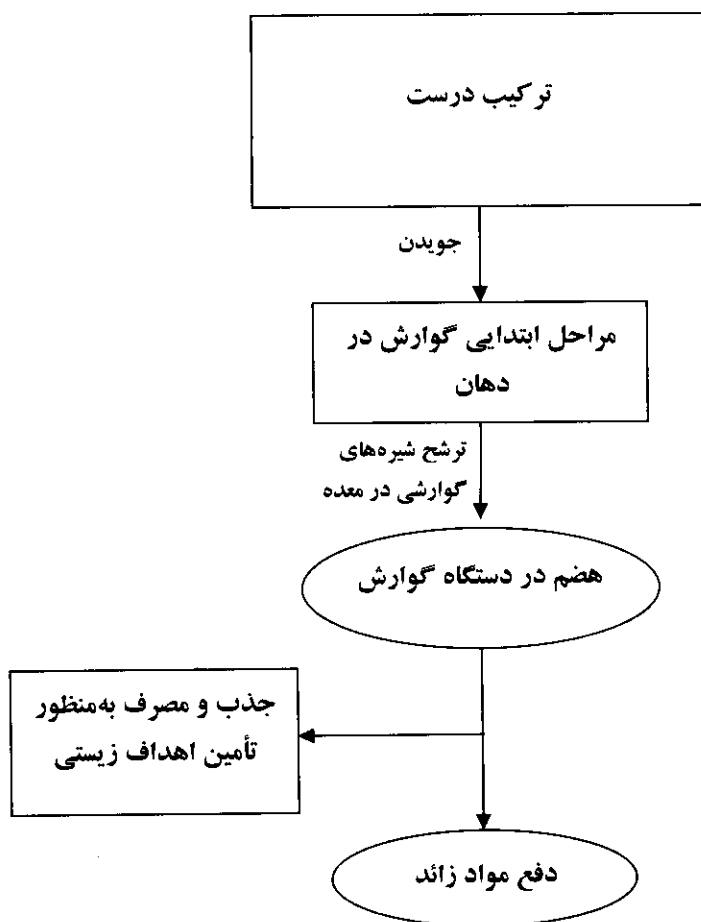 ترکیب درست
جویدن
مراحل ابتدایی گوارش در
دهان
ترشح شیره‌های
گوارشی در معده
هضم در دستگاه گوارش
جذب و مصرف به‌منظور
تأمین اهداف زیستی
دفع مواد زائد